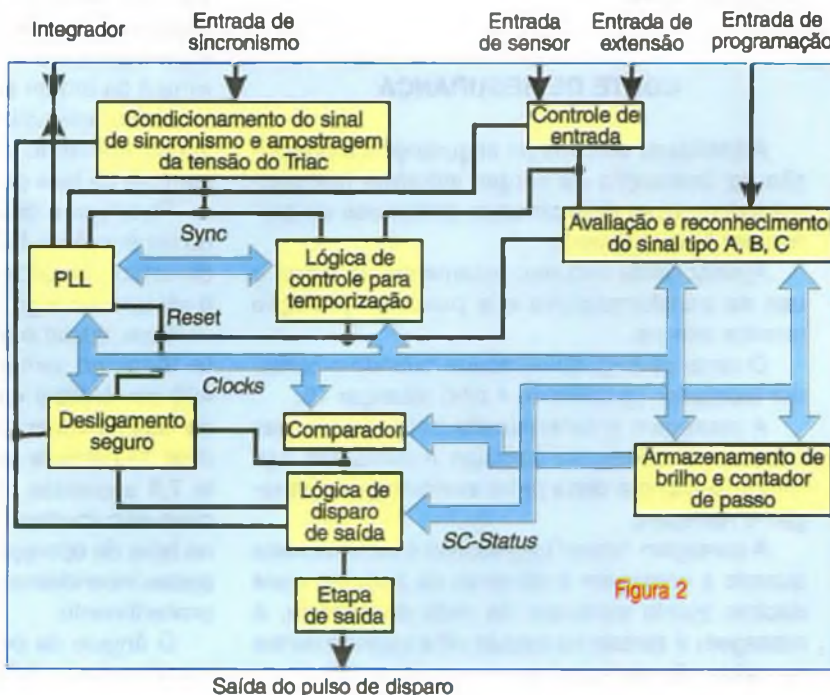 Integrador
Entrada de
sincronismo
Entrada
de sensor
Entrada de
extensão
Entrada de
programação
Condicionamento do sinal
de sincronismo e amostragem
da tensão do Triac
Controle de
entrada
Avaliação e reconhecimento
do sinal tipo A, B, C
Sync
PLL
Lógica de
controle para
temporização
Reset
Clocks
Desligamento
seguro
Comparador
Armazenamento de
brilho e contador
de passo
Lógica de
disparo
de saída
SC-Status
Figura 2
Etapa
de saída
Saída do pulso de disparo